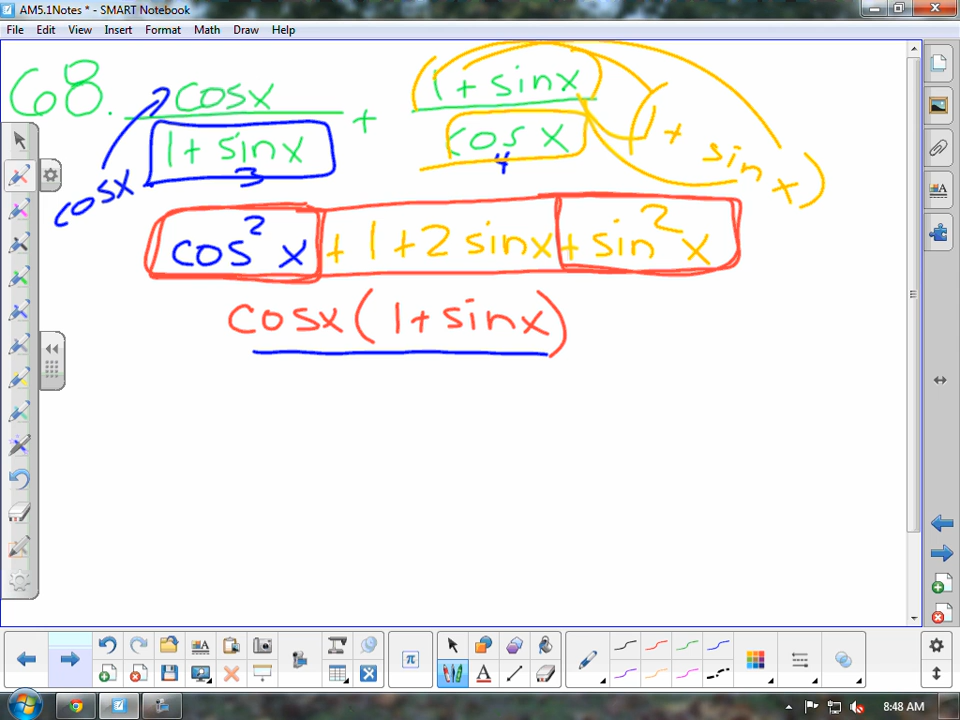 AM5.1Notes * - SMART Notebook
File Edit View Insert Format Math Draw Help
68. cosx / 1 + sinx + (1 + sinx) / cosx
cosx
3
4
(1 + sinx)
cos²x + 1 + 2 sinx + sin²x
cosx(1 + sinx)
π
A
8:48 AM